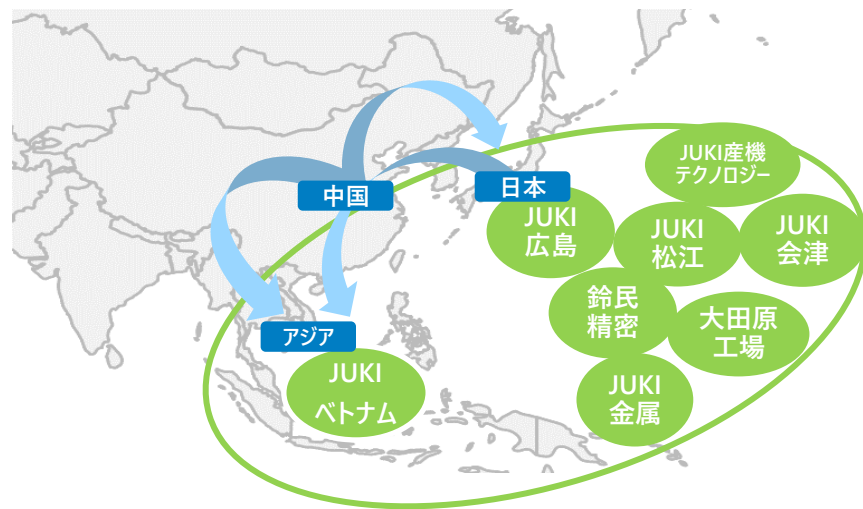 JUKI産機
テクノロジー
中国
日本
JUKI
広島
JUKI
松江
JUKI
会津
鈴民
精密
大田原
工場
アジア
JUKI
ベトナム
JUKI
金属